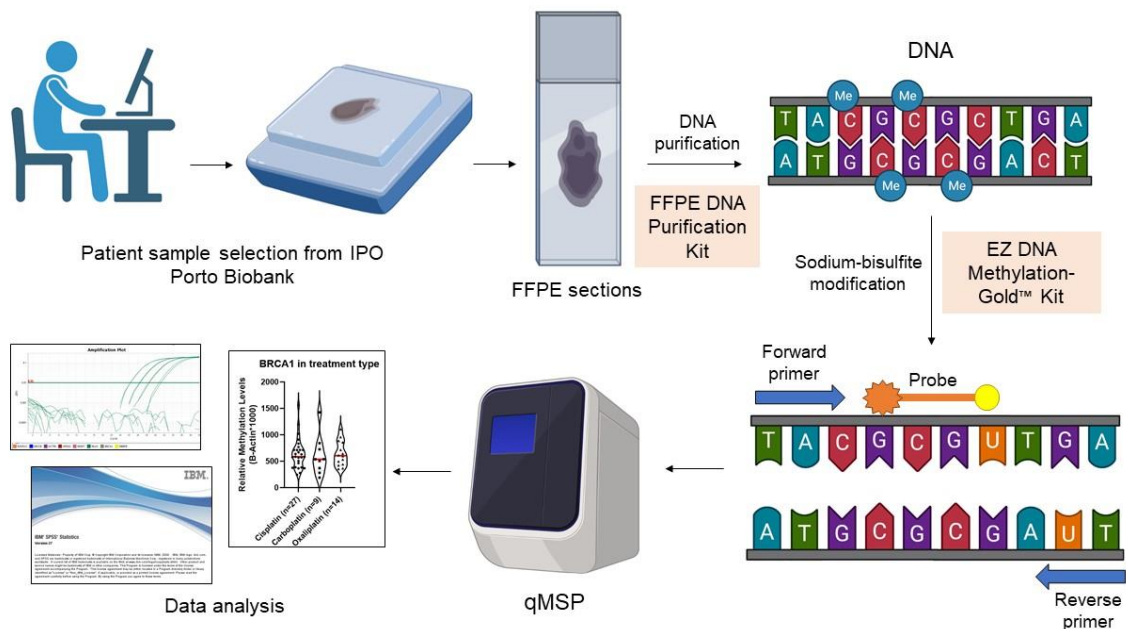 DNA
Me Me
T A C G C G C T G A
A T G C G C G A C T
Me Me
DNA
purification
FFPE DNA
Purification
Kit
Patient sample selection from IPO
Porto Biobank
FFPE sections
Sodium-bisulfite
modification
EZ DNA
Methylation-
Gold™ Kit
Forward
primer
Probe
T A C G C G U T G A
A T G C G C G A U T
Reverse
primer
qMSP
BRCA1 in treatment type
Relative Methylation Levels
(B-Actin*1000)
2000
1500
1000
500
0
Cisplatin (n=27)
Carboplatin (n=9)
Oxaliplatin (n=14)
Amplification Plot
IBM.
IBM® SPSS® Statistics
Version 27
Data analysis